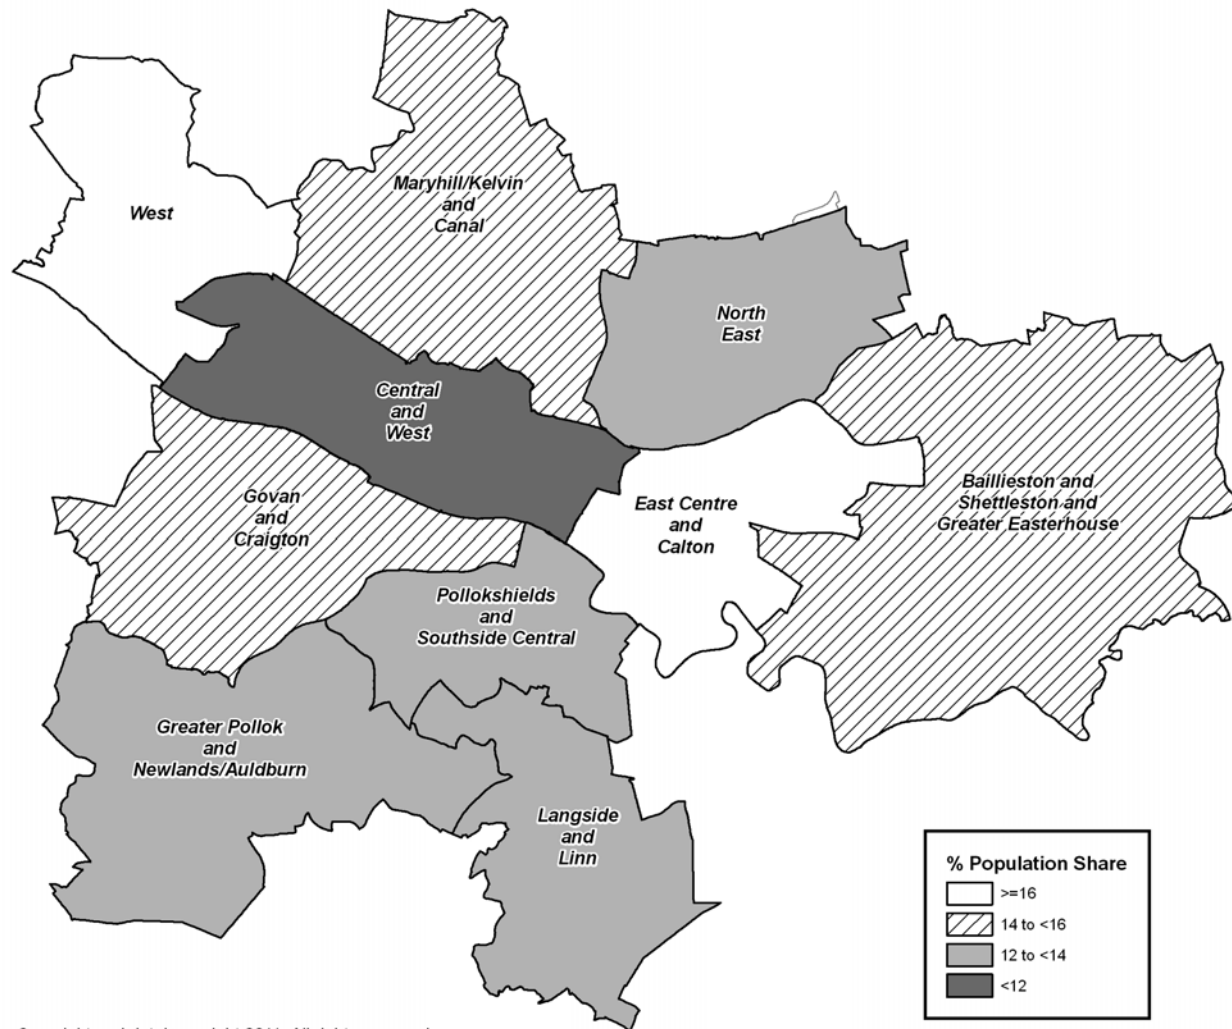 Maryhill/Kelvin
and
Canal
West
North
East
Central
and
West
Govan
and
Craigton
East Centre
and
Calton
Baillieston and
Shettleston and
Greater Easterhouse
Pollokshields
and
Southside Central
Greater Pollok
and
Newlands/Auldburn
Langside
and
Linn
% Population Share
>=16
14 to <16
12 to <14
<12